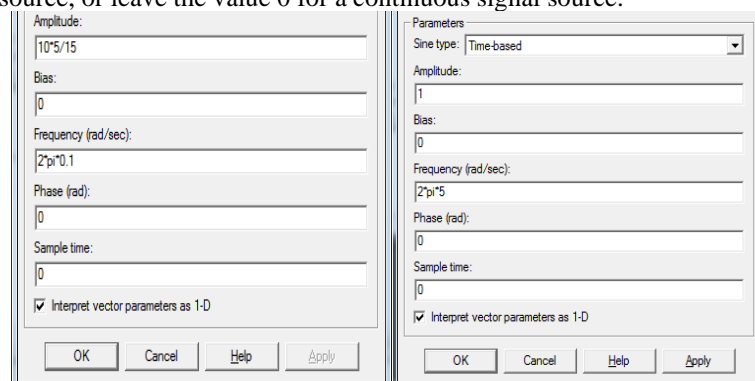 source, or leave the value 0 for a continuous signal source.
Amplitude:
10*5/15
Bias:
0
Frequency (rad/sec):
2*pi*0.1
Phase (rad):
0
Sample time:
0
Interpret vector parameters as 1-D
OK Cancel Help Apply
Parameters
Sine type: Time-based
Amplitude:
1
Bias:
0
Frequency (rad/sec):
2*pi*5
Phase (rad):
0
Sample time:
0
Interpret vector parameters as 1-D
OK Cancel Help Apply